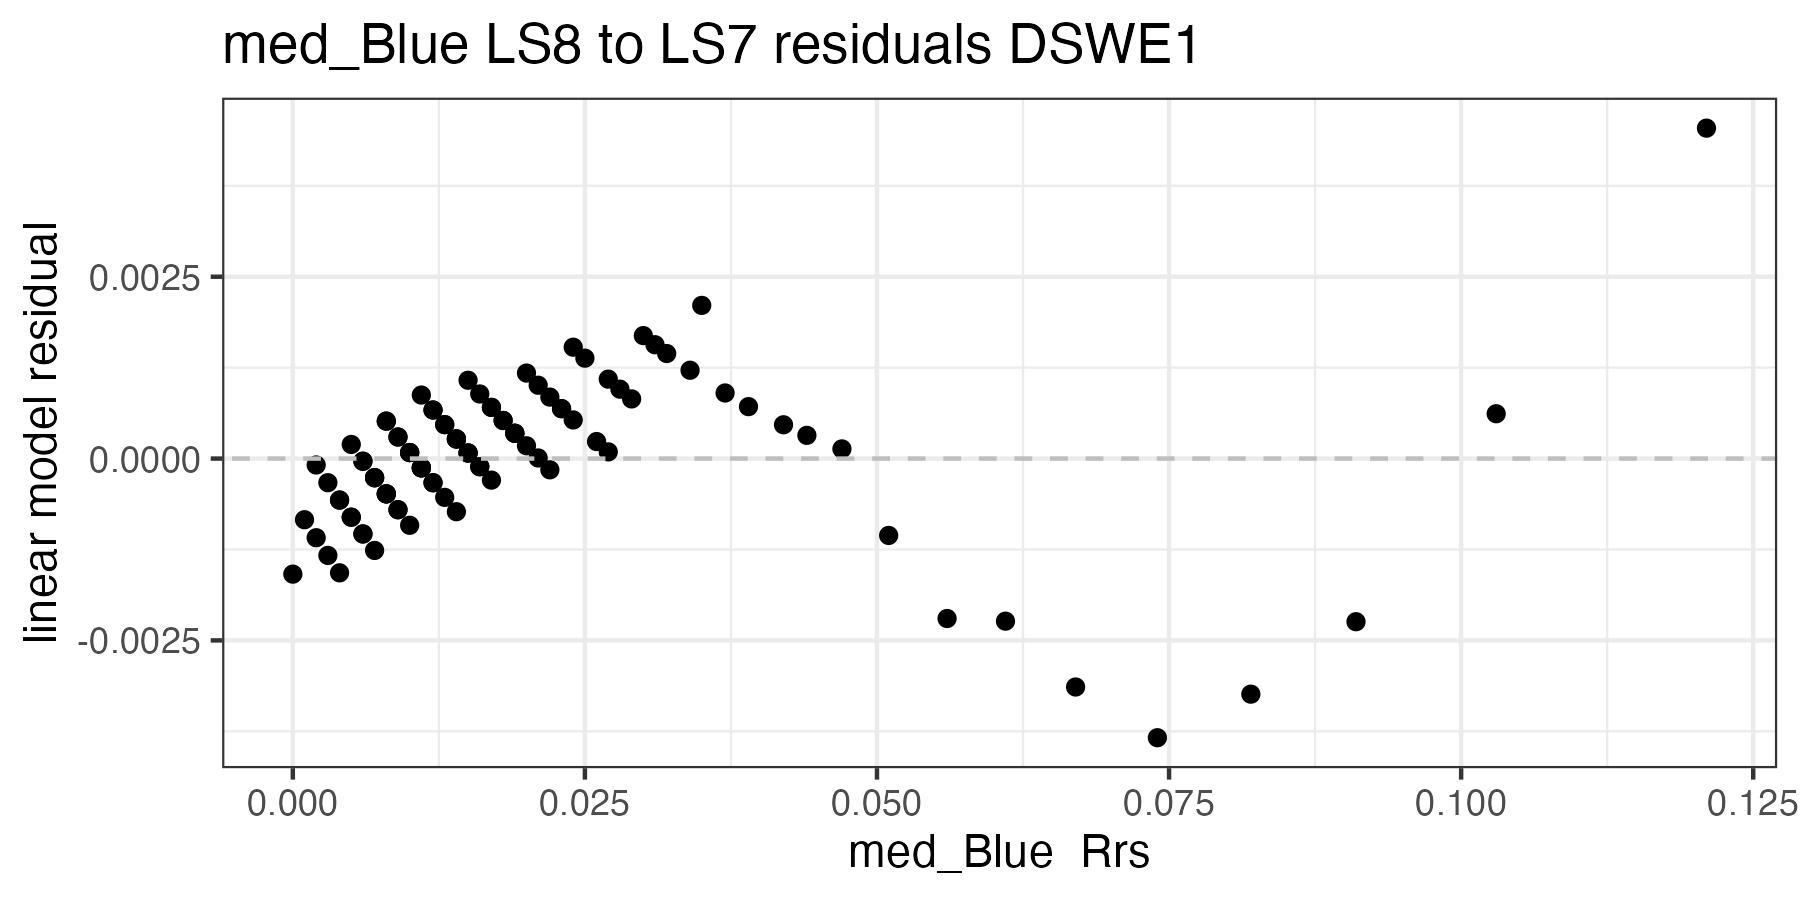 med_Blue LS8 to LS7 residuals DSWE1
linear model residual
0.0025
0.0000
-0.0025
0.000 0.025 0.050 0.075 0.100 0.125
med_Blue  Rrs